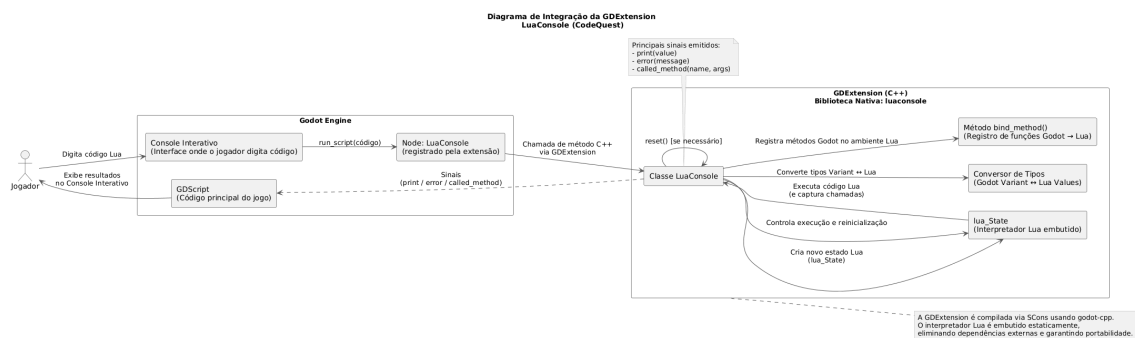 Diagrama de Integração da GDExtension
LuaConsole (CodeQuest)
Principais sinais emitidos:
- print(value)
- error(message)
- called_method(name, args)
Godot Engine
GDExtension (C++)
Biblioteca Nativa: luaconsole
Jogador
Digita código Lua
Exibe resultados
no Console Interativo
Console Interativo
(Interface onde o jogador digita código)
run_script(código)
Node: LuaConsole
(registrado pela extensão)
GDScript
(Código principal do jogo)
Chamada de método C++
via GDExtension
Sinais
(print / error / called_method)
reset() [se necessário]
Classe LuaConsole
Registra métodos Godot no ambiente Lua
Converte tipos Variant ↔ Lua
Executa código Lua
(e captura chamadas)
Controla execução e reinicialização
Cria novo estado Lua
(lua_State)
Método bind_method()
(Registro de funções Godot → Lua)
Conversor de Tipos
(Godot Variant ↔ Lua Values)
lua_State
(Interpretador Lua embutido)
A GDExtension é compilada via SCons usando godot-cpp.
O interpretador Lua é embutido estaticamente,
eliminando dependências externas e garantindo portabilidade.